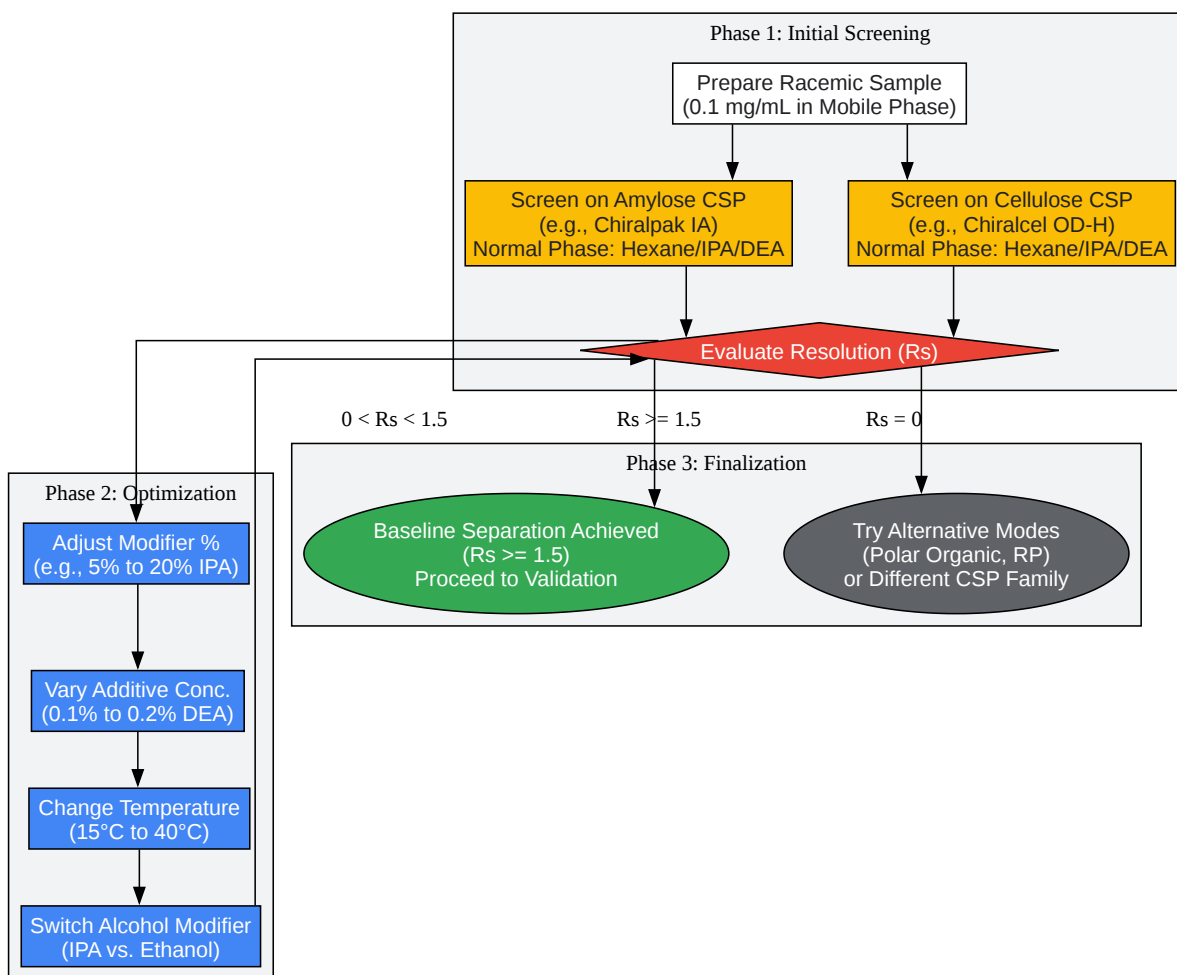 Phase 1: Initial Screening
Prepare Racemic Sample
(0.1 mg/mL in Mobile Phase)
Screen on Amylose CSP
(e.g., Chiralpak IA)
Normal Phase: Hexane/IPA/DEA
Screen on Cellulose CSP
(e.g., Chiralcel OD-H)
Normal Phase: Hexane/IPA/DEA
Evaluate Resolution (Rs)
0 < Rs < 1.5
Rs >= 1.5
Rs = 0
Phase 2: Optimization
Adjust Modifier %
(e.g., 5% to 20% IPA)
Vary Additive Conc.
(0.1% to 0.2% DEA)
Change Temperature
(15°C to 40°C)
Switch Alcohol Modifier
(IPA vs. Ethanol)
Phase 3: Finalization
Baseline Separation Achieved
(Rs >= 1.5)
Proceed to Validation
Try Alternative Modes
(Polar Organic, RP)
or Different CSP Family